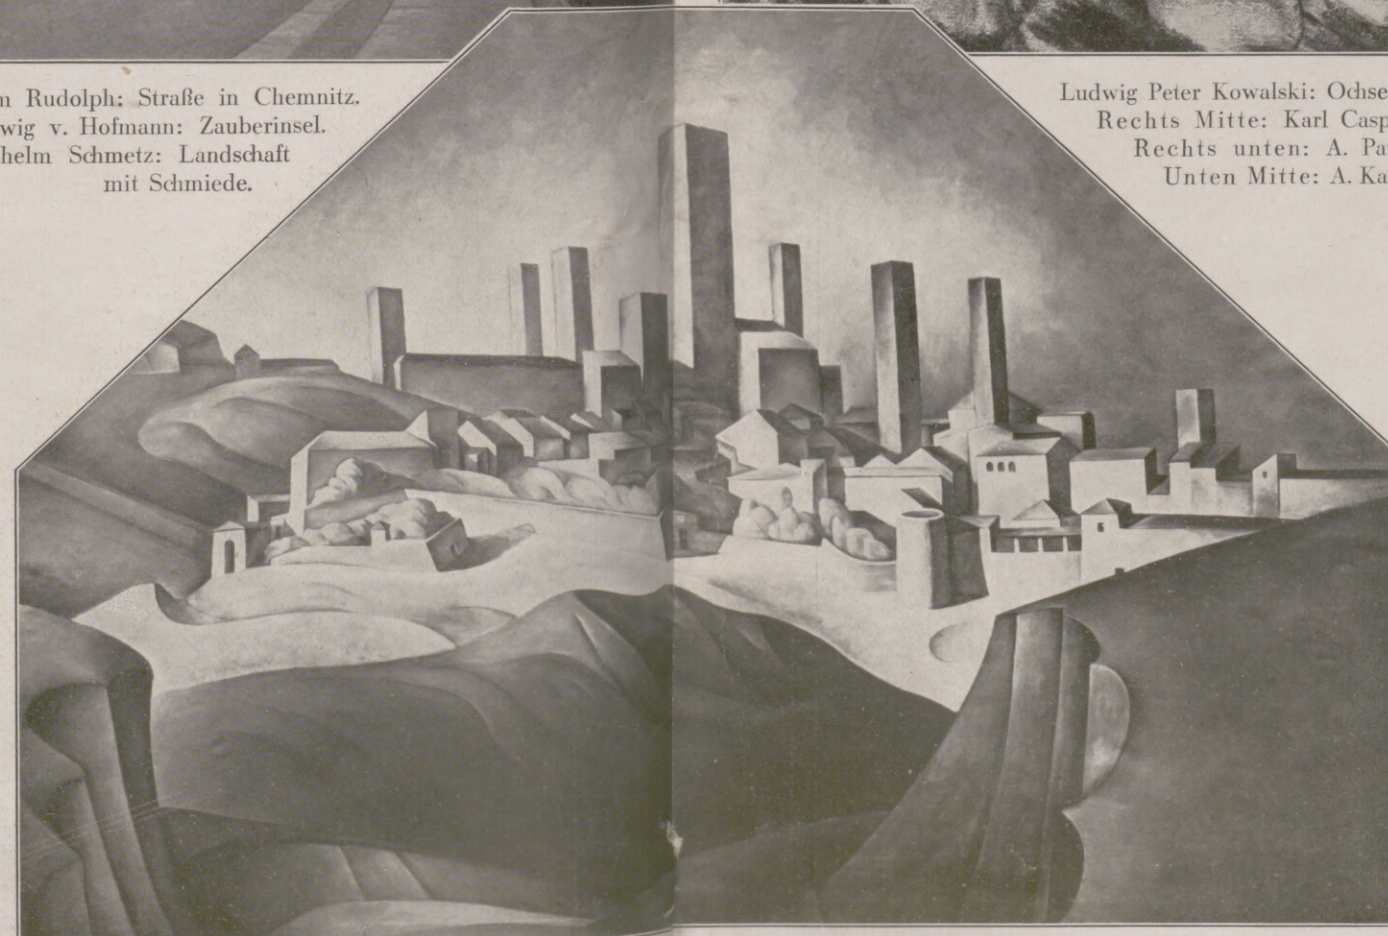 n Rudolph: Straße in Chemnitz.
wig v. Hofmann: Zauberinsel.
helm Schmetz: Landschaft
mit Schmiede.
Ludwig Peter Kowalski: Ochse
Rechts Mitte: Karl Casp
Rechts unten: A. Pa
Unten Mitte: A. Ka